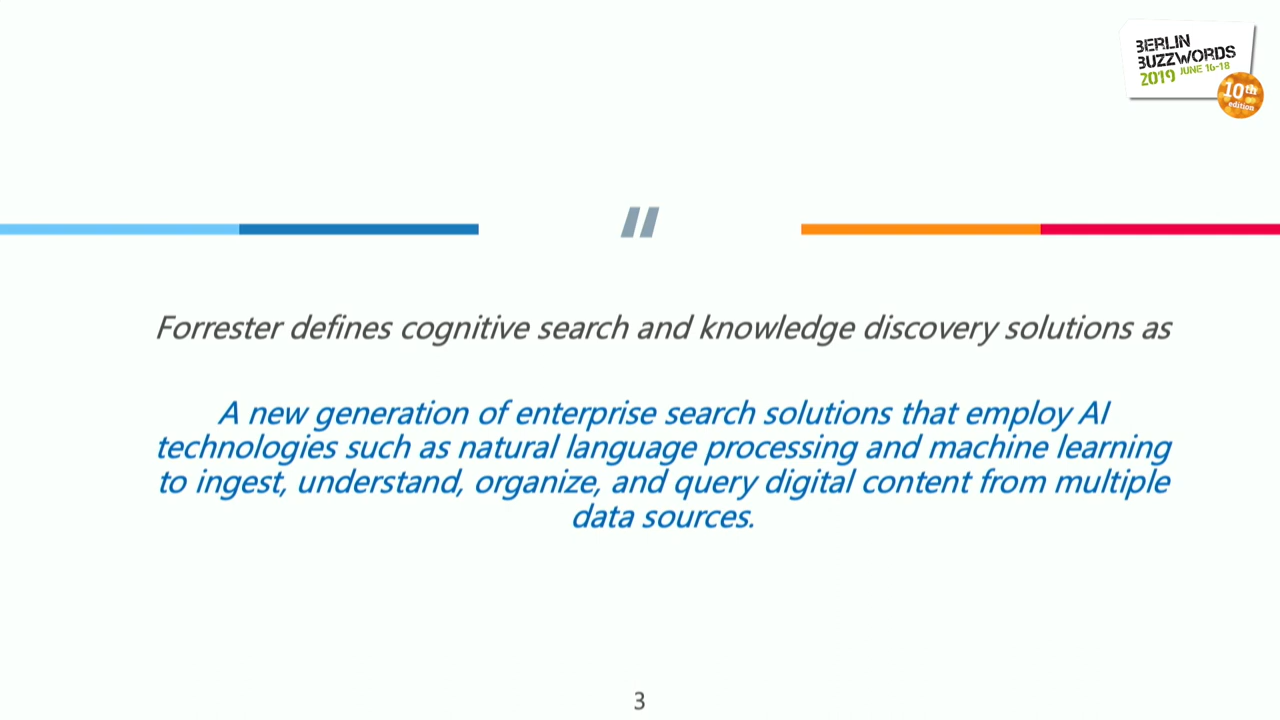 BERLIN
BUZZWORDS
2019 JUNE 16-18
10th
edition
"
Forrester defines cognitive search and knowledge discovery solutions as
A new generation of enterprise search solutions that employ AI
technologies such as natural language processing and machine learning
to ingest, understand, organize, and query digital content from multiple
data sources.
3